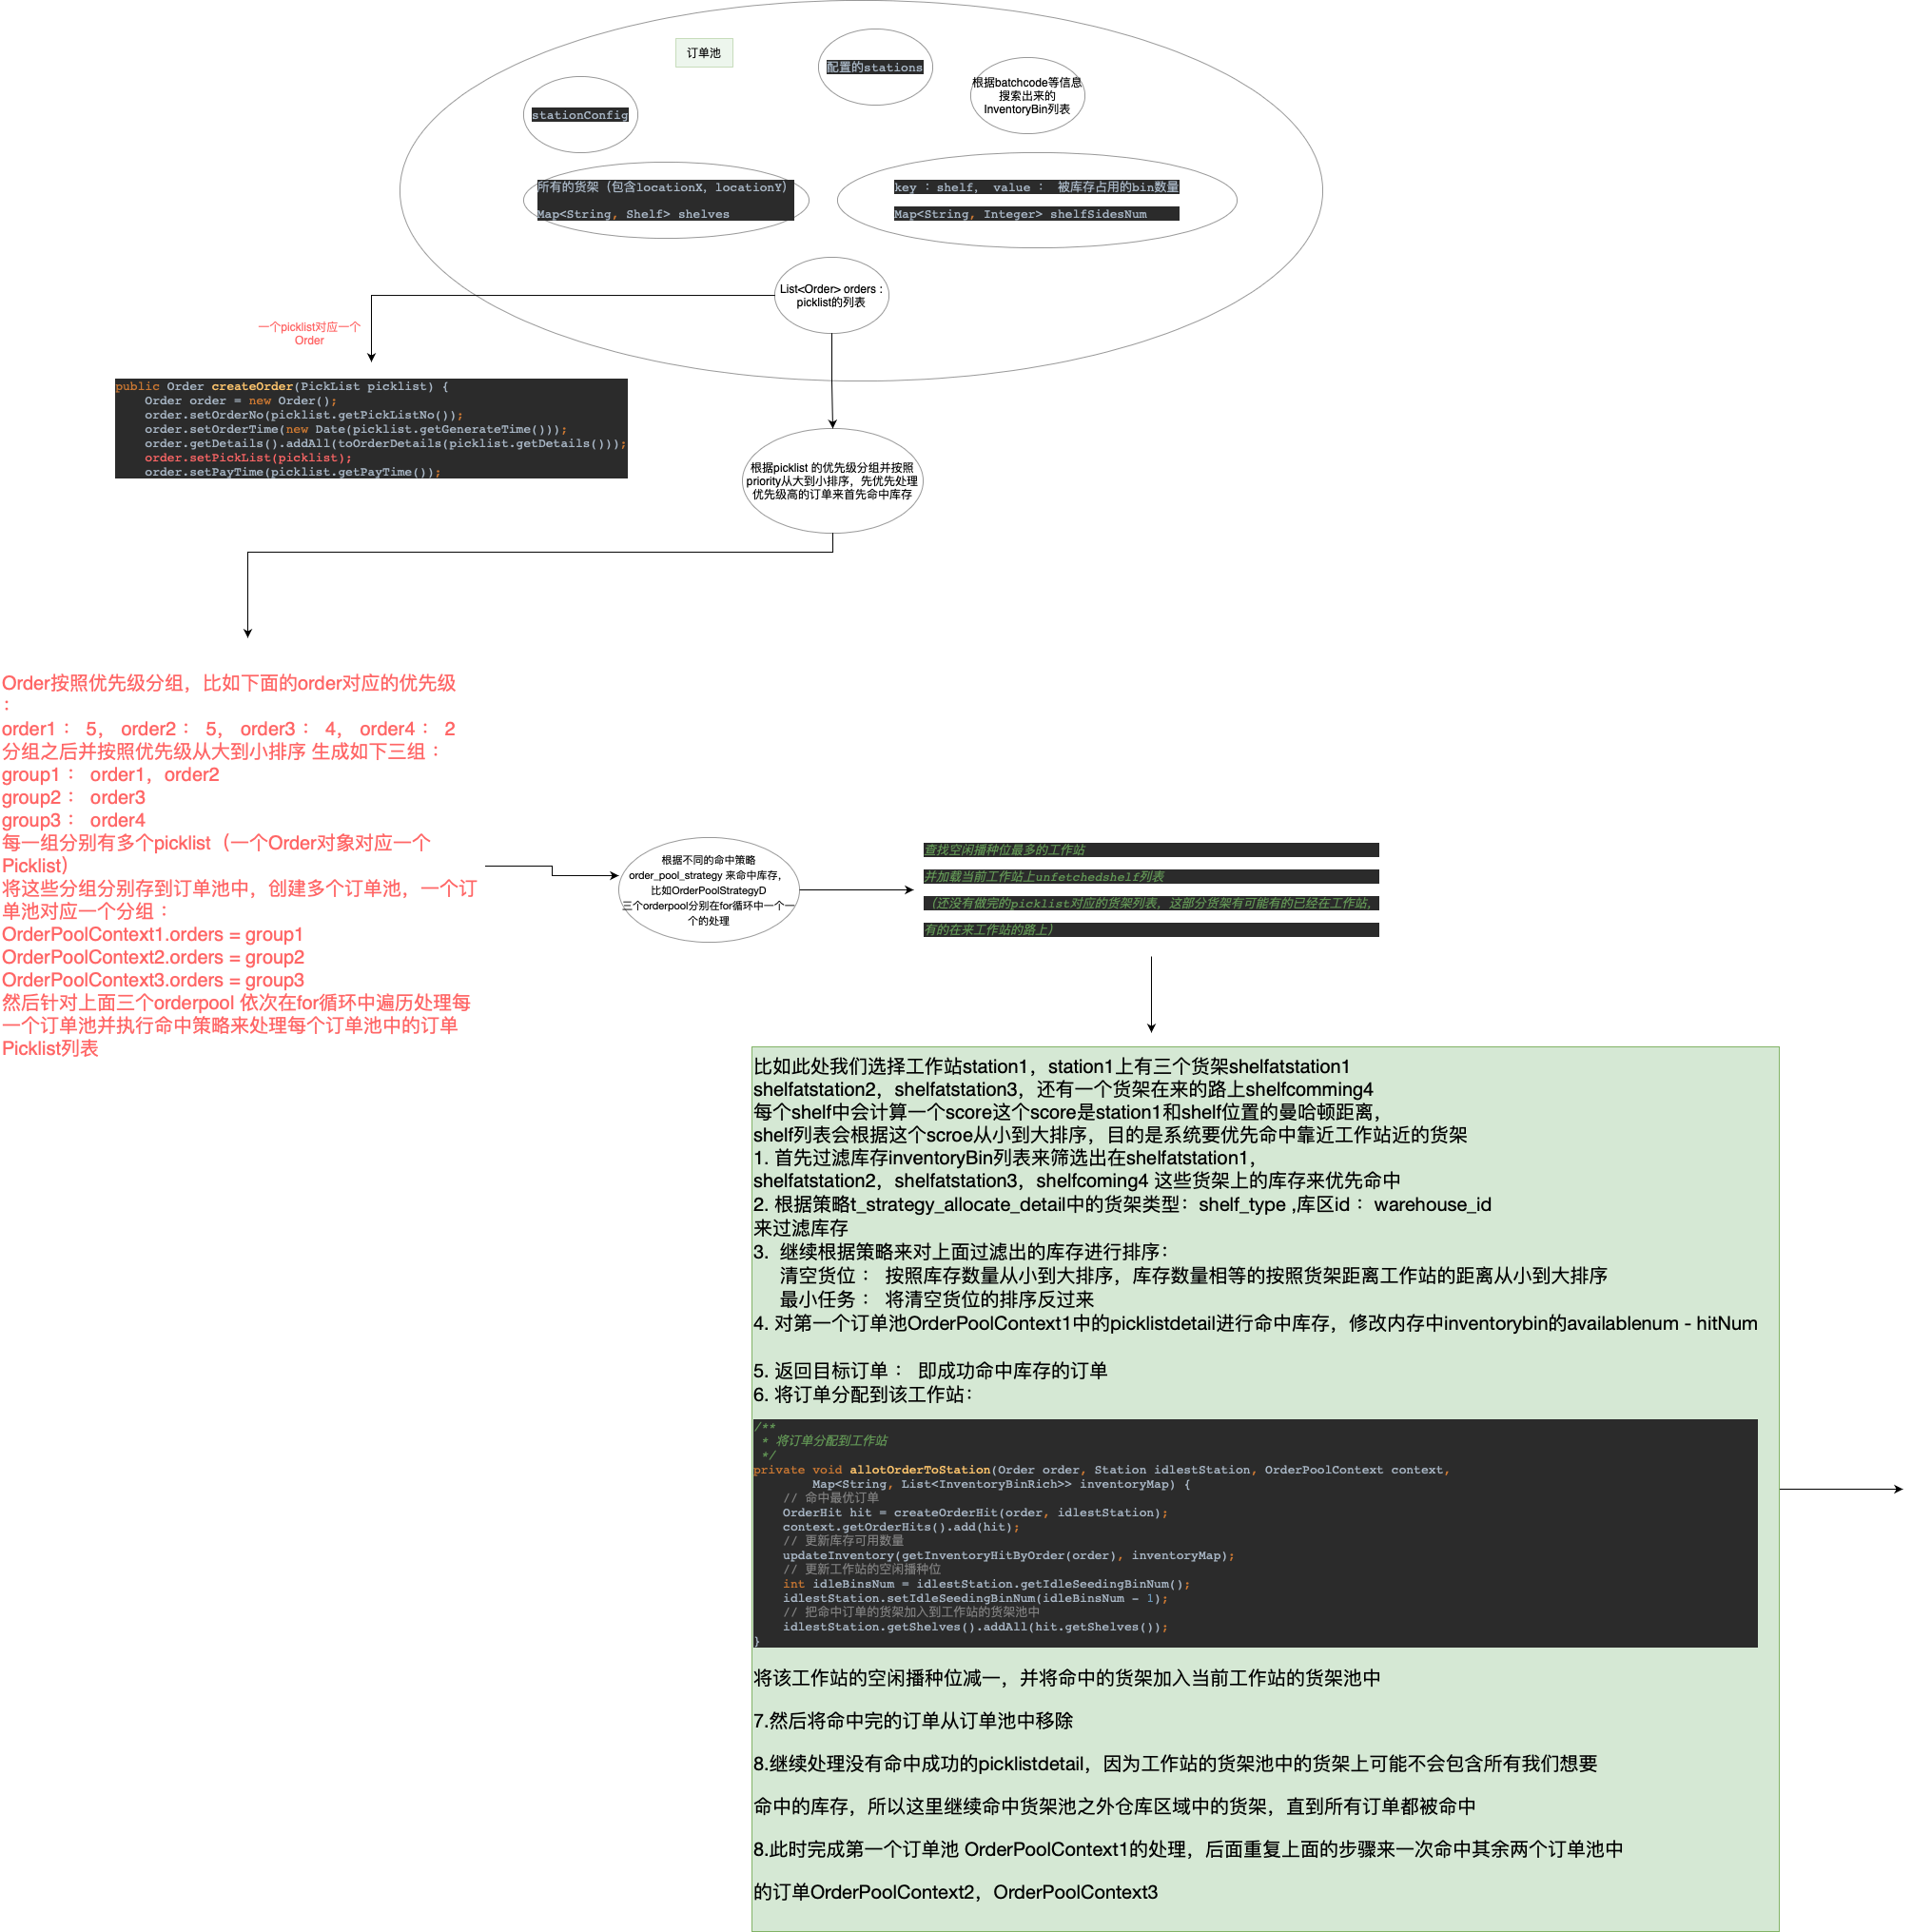 订单池
配置的stations
根据batchcode等信息
搜索出来的
InventoryBin列表
stationConfig
所有的货架（包含locationX, locationY）
Map<String, Shelf> shelves
key : shelf,  value :  被库存占用的bin数量
Map<String, Integer> shelfSidesNum
List<Order> orders :
picklist的列表
一个picklist对应一个
Order
public Order createOrder(PickList picklist) {
    Order order = new Order();
    order.setOrderNo(picklist.getPickListNo());
    order.setOrderTime(new Date(picklist.getGenerateTime()));
    order.getDetails().addAll(toOrderDetails(picklist.getDetails()));
    order.setPickList(picklist);
    order.setPayTime(picklist.getPayTime());
根据picklist 的优先级分组并按照
priority从大到小排序，先优先处理
优先级高的订单来首先命中库存
Order按照优先级分组，比如下面的order对应的优先级
：
order1： 5， order2： 5， order3： 4， order4： 2
分组之后并按照优先级从大到小排序 生成如下三组：
group1： order1，order2
group2： order3
group3： order4
每一组分别有多个picklist（一个Order对象对应一个
Picklist）
将这些分组分别存到订单池中，创建多个订单池，一个订
单池对应一个分组：
OrderPoolContext1.orders = group1
OrderPoolContext2.orders = group2
OrderPoolContext3.orders = group3
然后针对上面三个orderpool 依次在for循环中遍历处理每
一个订单池并执行命中策略来处理每个订单池中的订单
Picklist列表
根据不同的命中策略
order_pool_strategy 来命中库存，
比如OrderPoolStrategyD
三个orderpool分别在for循环中一个一
个的处理
查找空闲播种位最多的工作站
并加载当前工作站上unfetchedshelf列表
（还没有做完的picklist对应的货架列表，这部分货架有可能有的已经在工作站，
有的在来工作站的路上）
比如此处我们选择工作站station1，station1上有三个货架shelfatstation1
shelfatstation2，shelfatstation3，还有一个货架在来的路上shelfcomming4
每个shelf中会计算一个score这个score是station1和shelf位置的曼哈顿距离，
shelf列表会根据这个scroe从小到大排序，目的是系统要优先命中靠近工作站近的货架
1. 首先过滤库存inventoryBin列表来筛选出在shelfatstation1，
shelfatstation2，shelfatstation3，shelfcoming4 这些货架上的库存来优先命中
2. 根据策略t_strategy_allocate_detail中的货架类型：shelf_type ,库区id： warehouse_id
来过滤库存
3.  继续根据策略来对上面过滤出的库存进行排序：
清空货位： 按照库存数量从小到大排序，库存数量相等的按照货架距离工作站的距离从小到大排序
最小任务： 将清空货位的排序反过来
4. 对第一个订单池OrderPoolContext1中的picklistdetail进行命中库存，修改内存中inventorybin的availablenum - hitNum
5. 返回目标订单： 即成功命中库存的订单
6. 将订单分配到该工作站：
/**
 * 将订单分配到工作站
 */
private void allotOrderToStation(Order order, Station idlestStation, OrderPoolContext context,
        Map<String, List<InventoryBinRich>> inventoryMap) {
    // 命中最优订单
    OrderHit hit = createOrderHit(order, idlestStation);
    context.getOrderHits().add(hit);
    // 更新库存可用数量
    updateInventory(getInventoryHitByOrder(order), inventoryMap);
    // 更新工作站的空闲播种位
    int idleBinsNum = idlestStation.getIdleSeedingBinNum();
    idlestStation.setIdleSeedingBinNum(idleBinsNum - 1);
    // 把命中订单的货架加入到工作站的货架池中
    idlestStation.getShelves().addAll(hit.getShelves());
}
将该工作站的空闲播种位减一，并将命中的货架加入当前工作站的货架池中
7.然后将命中完的订单从订单池中移除
8.继续处理没有命中成功的picklistdetail，因为工作站的货架池中的货架上可能不会包含所有我们想要
命中的库存，所以这里继续命中货架池之外仓库区域中的货架，直到所有订单都被命中
8.此时完成第一个订单池 OrderPoolContext1的处理，后面重复上面的步骤来一次命中其余两个订单池中
的订单OrderPoolContext2，OrderPoolContext3